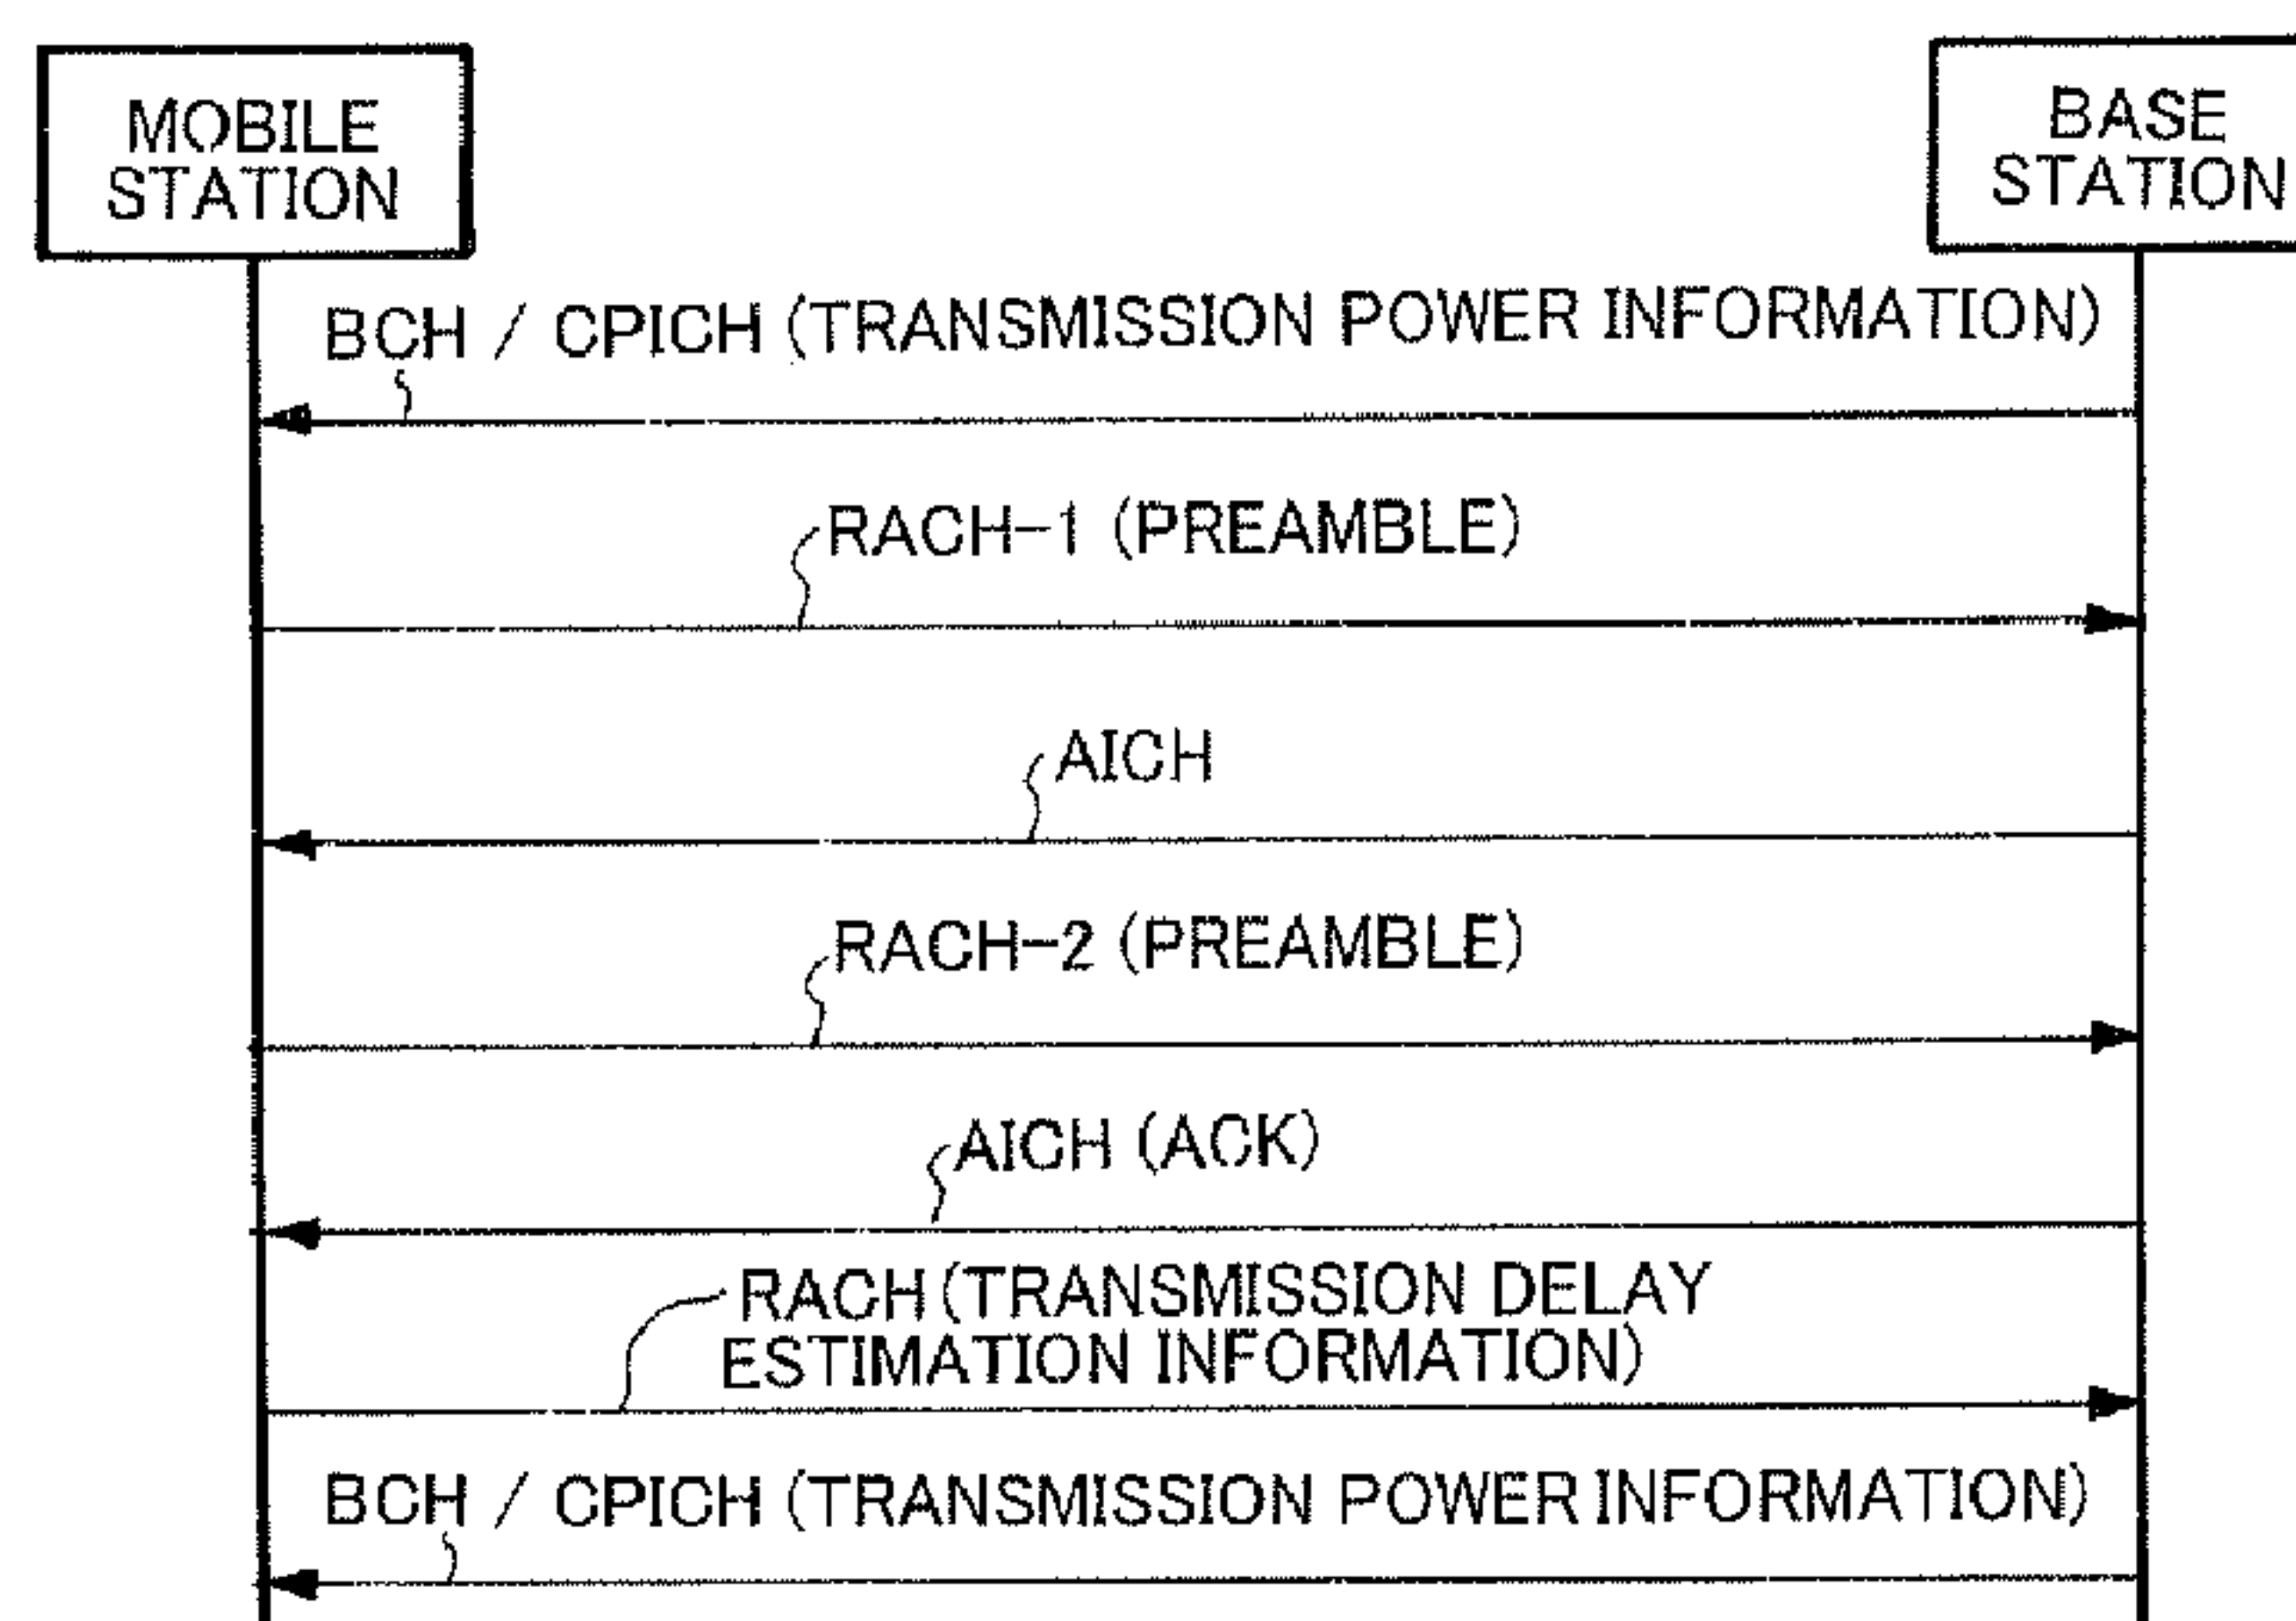 MOBILE
STATION
BASE
STATION
BCH / CPICH (TRANSMISSION POWER INFORMATION)
RACH-1 (PREAMBLE)
AICH
RACH-2 (PREAMBLE)
AICH (ACK)
RACH (TRANSMISSION DELAY
ESTIMATION INFORMATION)
BCH / CPICH (TRANSMISSION POWER INFORMATION)